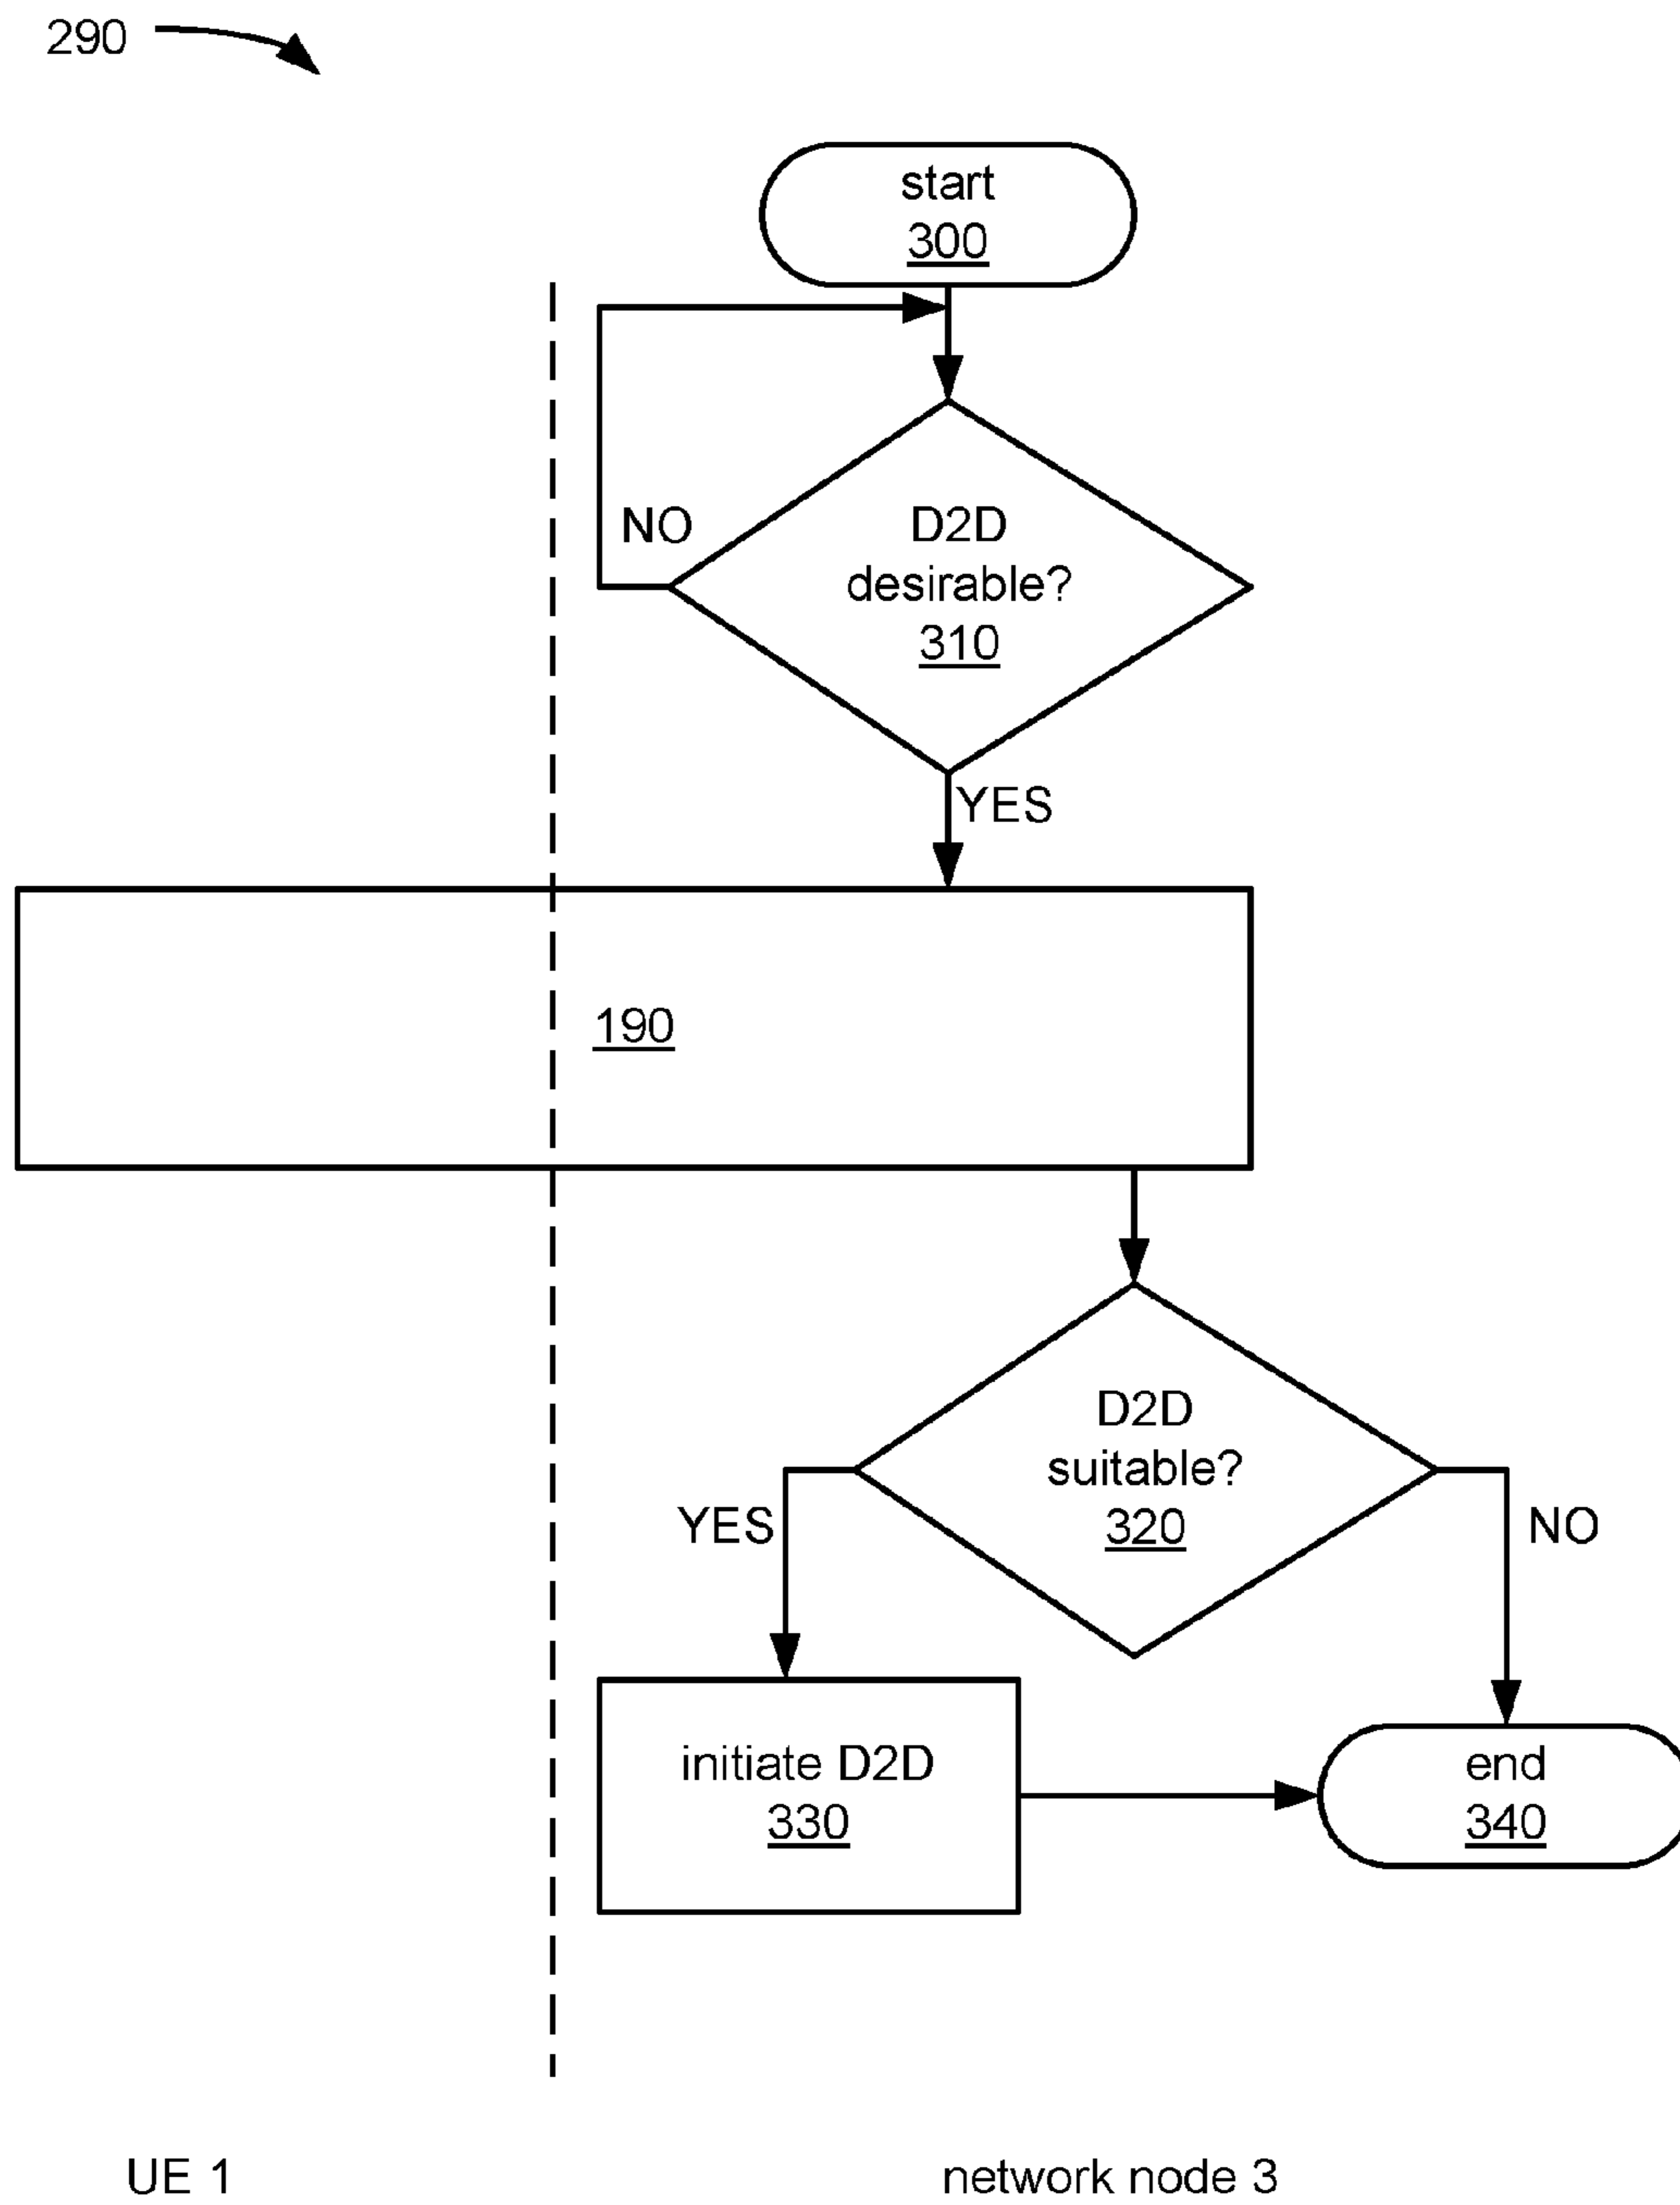 290
start
300
NO
D2D
desirable?
310
YES
190
D2D
suitable?
320
YES
NO
initiate D2D
330
end
340
UE 1
network node 3